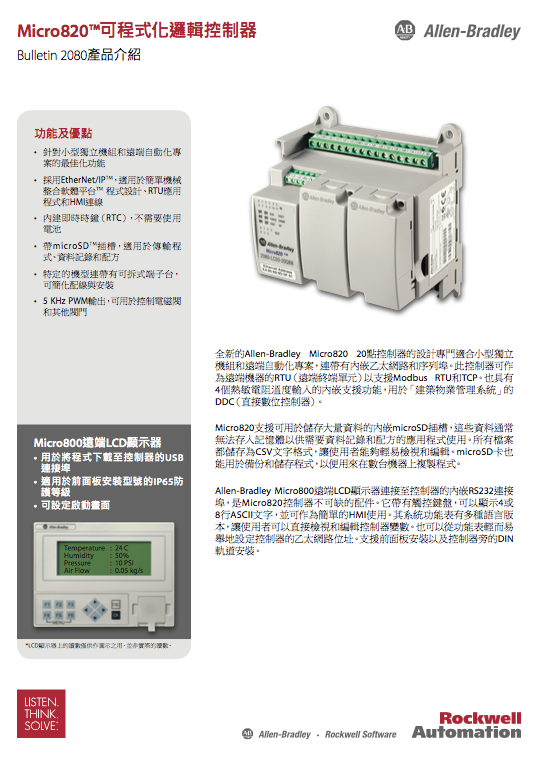 Micro820™可程式化邏輯控制器
Bulletin 2080產品介紹
AB Allen-Bradley
功能及優點
• 針對小型獨立機組和遠端自動化專
案的最佳化功能
• 採用EtherNet/IP™,適用於簡單機械
整合軟體平台™ 程式設計、RTU應用
程式和HMI連線
• 內建即時時鍾(RTC),不需要使用
電池
• 帶microSD™插槽,適用於傳輸程
式、資料記錄和配方
• 特定的機型連帶有可拆式端子台,
可簡化配線與安裝
• 5 KHz PWM輸出,可用於控制電磁閥
和其他閥門
Allen-Bradley
Micro820
全新的Allen-Bradley Micro820 20點控制器的設計專門適合小型獨立
機組和遠端自動化專案,連帶有內嵌乙太網路和序列埠。此控制器可作
為遠端機器的RTU(遠端終端單元)以支援Modbus RTU和TCP。也具有
4個熱敏電阻溫度輸入的內嵌支援功能,用於「建築物業管理系統」的
DDC(直接數位控制器)。
Micro820支援可用於儲存大量資料的內嵌microSD插槽,這些資料通常
無法存入記憶體以供需要資料記錄和配方的應用程式使用。所有檔案
都儲存為CSV文字格式,讓使用者能夠輕易檢視和編輯。microSD卡也
能用於備份和儲存程式,以便用來在數台機器上複製程式。
Allen-Bradley Micro800遠端LCD顯示器連接至控制器的內嵌RS232連接
埠,是Micro820控制器不可缺的配件。它帶有觸控鍵盤,可以顯示4或
8行ASCII文字,並可作為簡單的HMI使用。其系統功能表有多種語言版
本,讓使用者可以直接檢視和編輯控制器變數。也可以從功能表輕而易
舉地設定控制器的乙太網路位址。支援前面板安裝以及控制器旁的DIN
軌道安裝。
Micro800遠端LCD顯示器
• 用於將程式下載至控制器的USB
連接埠
• 適用於前面板安裝型號的IP65防
護等級
• 可設定啟動畫面
Allen-Bradley
Temperature : 24 C
Humidity : 50%
Pressure : 10 PSI
Air Flow : 0.05 kg/s
F1 F2 F3
F4 F5 F6
ESC
OK
*LCD顯示器上的讀數僅供作圖示之用,並非實際的讀數。
LISTEN.
THINK.
SOLVE.
AB Allen-Bradley • Rockwell Software
Rockwell
Automation